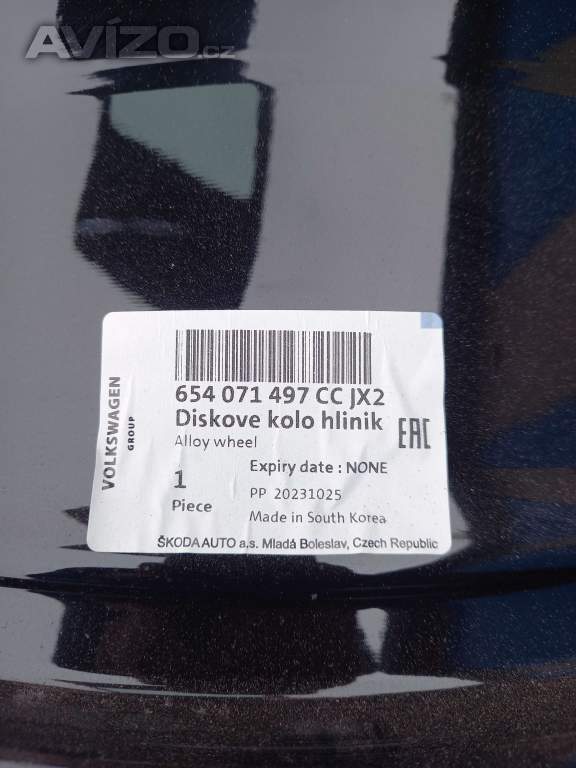 AVÍZO.cz
654 071 497 CC JX2
Diskove kolo hlinik
Alloy wheel
EAC
VOLKSWAGEN
GROUP
1
Piece
Expiry date : NONE
PP 20231025
Made in South Korea
ŠKODA AUTO a.s. Mladá Boleslav, Czech Republic